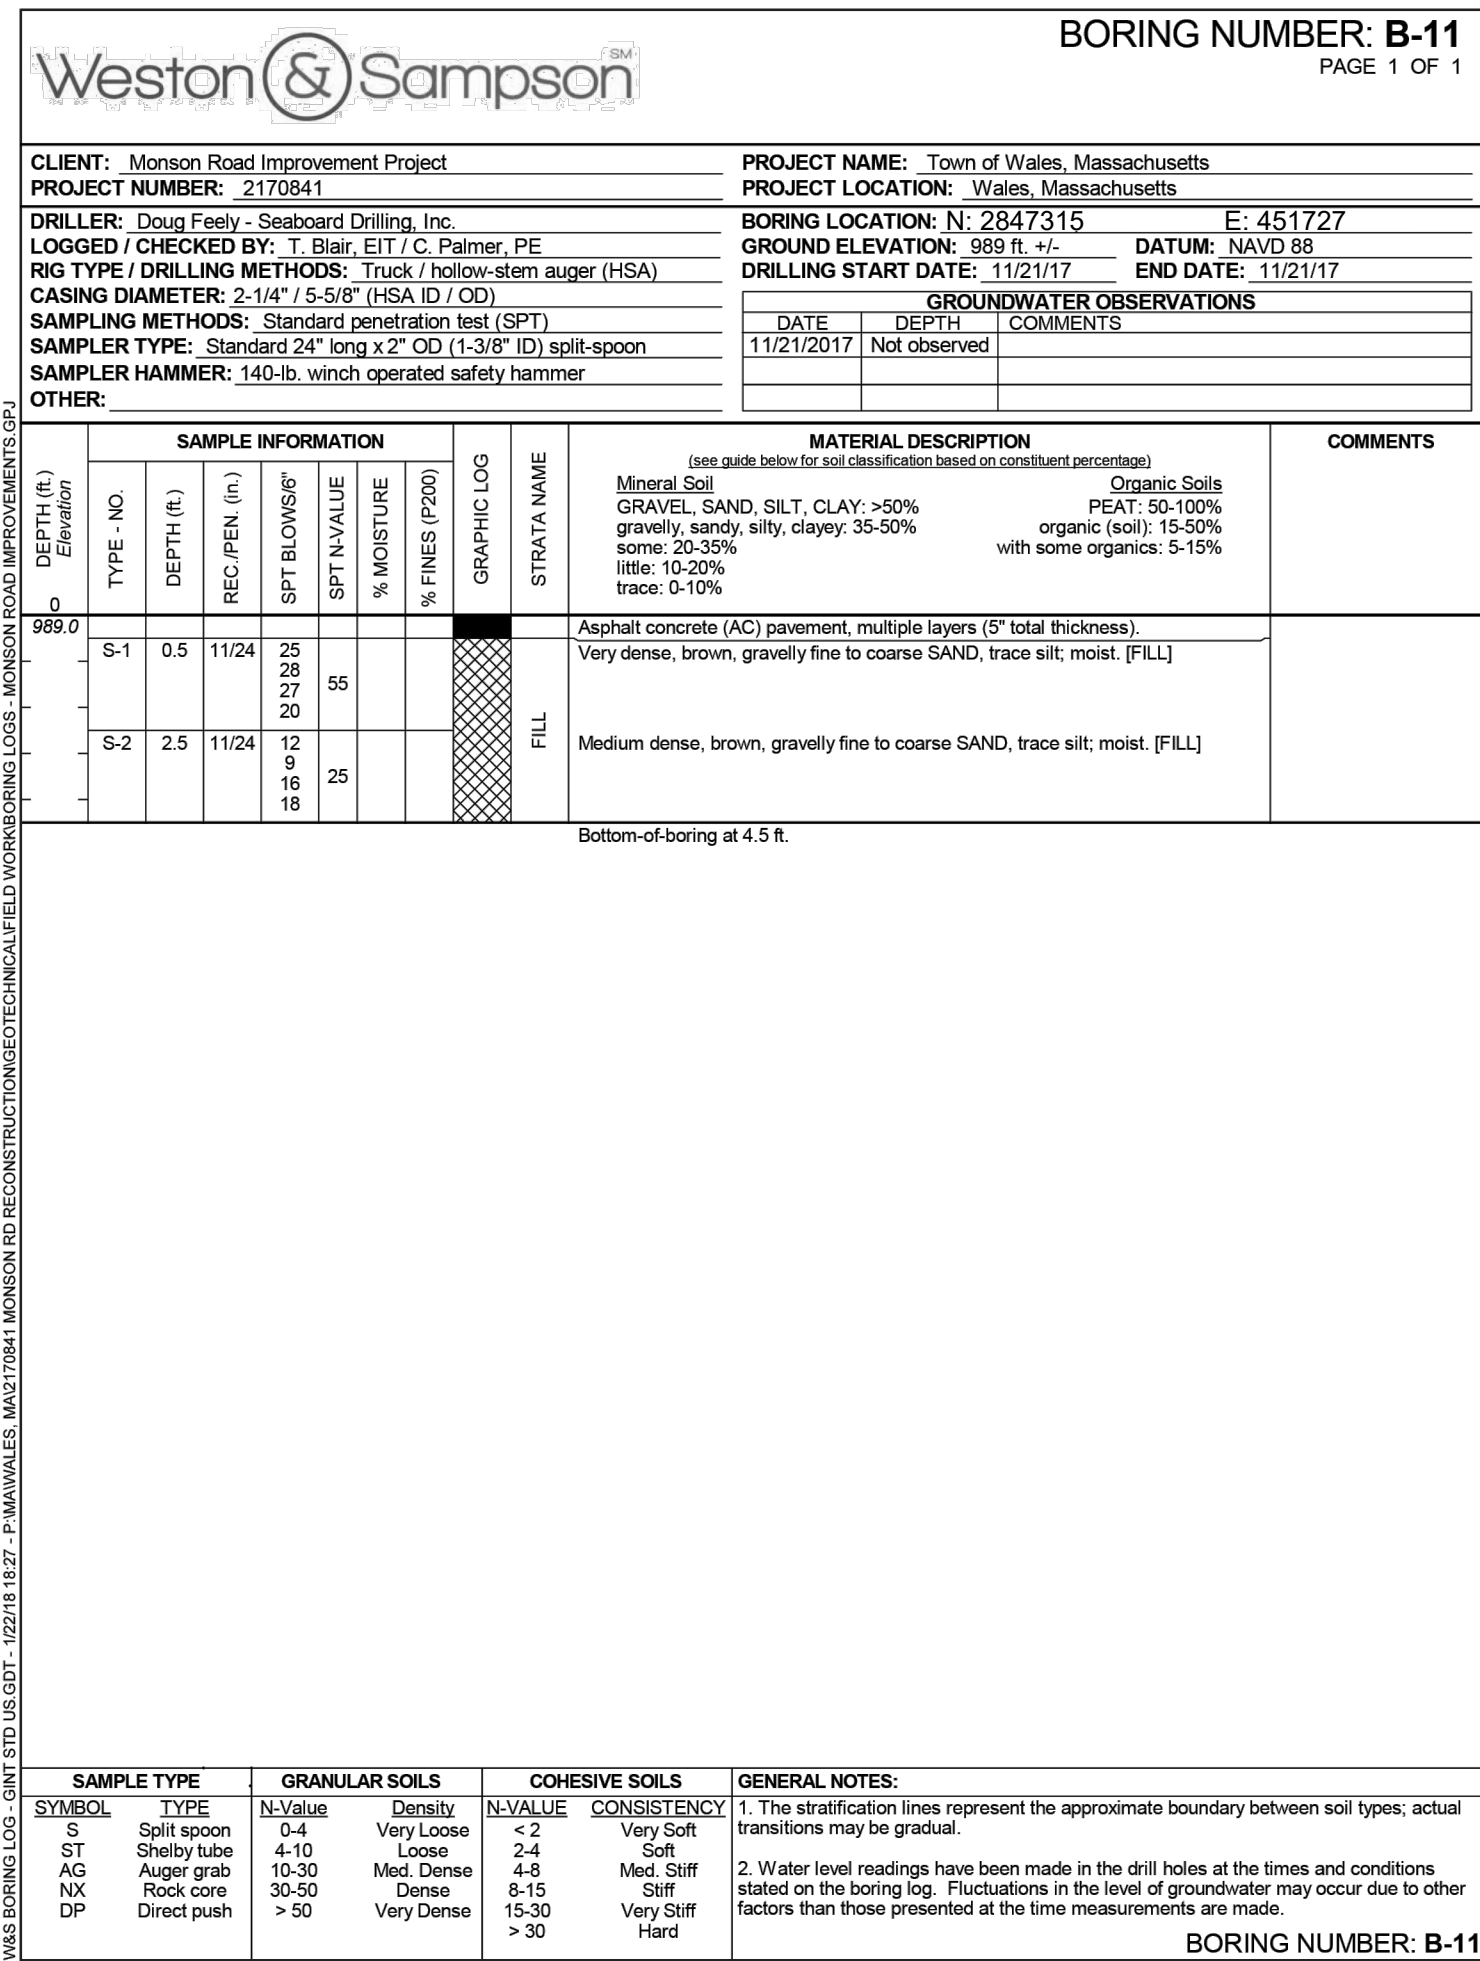 BORING NUMBER: B-11
PAGE 1 OF 1
Weston & Sampson SM
CLIENT: Monson Road Improvement Project
PROJECT NUMBER: 2170841
PROJECT NAME: Town of Wales, Massachusetts
PROJECT LOCATION: Wales, Massachusetts
DRILLER: Doug Feely - Seaboard Drilling, Inc.
LOGGED / CHECKED BY: T. Blair, EIT / C. Palmer, PE
RIG TYPE / DRILLING METHODS: Truck / hollow-stem auger (HSA)
CASING DIAMETER: 2-1/4" / 5-5/8" (HSA ID / OD)
SAMPLING METHODS: Standard penetration test (SPT)
SAMPLER TYPE: Standard 24" long x 2" OD (1-3/8" ID) split-spoon
SAMPLER HAMMER: 140-lb. winch operated safety hammer
OTHER:
BORING LOCATION: N: 2847315 E: 451727
GROUND ELEVATION: 989 ft. +/- DATUM: NAVD 88
DRILLING START DATE: 11/21/17 END DATE: 11/21/17
GROUNDWATER OBSERVATIONS
DATE DEPTH COMMENTS
11/21/2017 Not observed
DEPTH (ft.)
Elevation
0
SAMPLE INFORMATION
TYPE - NO.
DEPTH (ft.)
REC./PEN. (in.)
SPT BLOWS/6"
SPT N-VALUE
% MOISTURE
% FINES (P200)
GRAPHIC LOG
STRATA NAME
MATERIAL DESCRIPTION
(see guide below for soil classification based on constituent percentage)
Mineral Soil
GRAVEL, SAND, SILT, CLAY: >50%
gravelly, sandy, silty, clayey: 35-50%
some: 20-35%
little: 10-20%
trace: 0-10%
Organic Soils
PEAT: 50-100%
organic (soil): 15-50%
with some organics: 5-15%
COMMENTS
989.0
Asphalt concrete (AC) pavement, multiple layers (5" total thickness).
S-1 0.5 11/24 25
28
27
20
55
Very dense, brown, gravelly fine to coarse SAND, trace silt; moist. [FILL]
FILL
S-2 2.5 11/24 12
9
16
18
25
Medium dense, brown, gravelly fine to coarse SAND, trace silt; moist. [FILL]
Bottom-of-boring at 4.5 ft.
SAMPLE TYPE
SYMBOL TYPE
S Split spoon
ST Shelby tube
AG Auger grab
NX Rock core
DP Direct push
GRANULAR SOILS
N-Value Density
0-4 Very Loose
4-10 Loose
10-30 Med. Dense
30-50 Dense
> 50 Very Dense
COHESIVE SOILS
N-VALUE CONSISTENCY
< 2 Very Soft
2-4 Soft
4-8 Med. Stiff
8-15 Stiff
15-30 Very Stiff
> 30 Hard
GENERAL NOTES:
1. The stratification lines represent the approximate boundary between soil types; actual
transitions may be gradual.
2. Water level readings have been made in the drill holes at the times and conditions
stated on the boring log. Fluctuations in the level of groundwater may occur due to other
factors than those presented at the time measurements are made.
BORING NUMBER: B-11
W&S BORING LOG - GINT STD US.GDT - 1/22/18 18:27 - P:\MA\WALES, MA\2170841 MONSON RD RECONSTRUCTION\GEOTECHNICAL\FIELD WORK\BORING LOGS - MONSON ROAD IMPROVEMENTS.GPJ